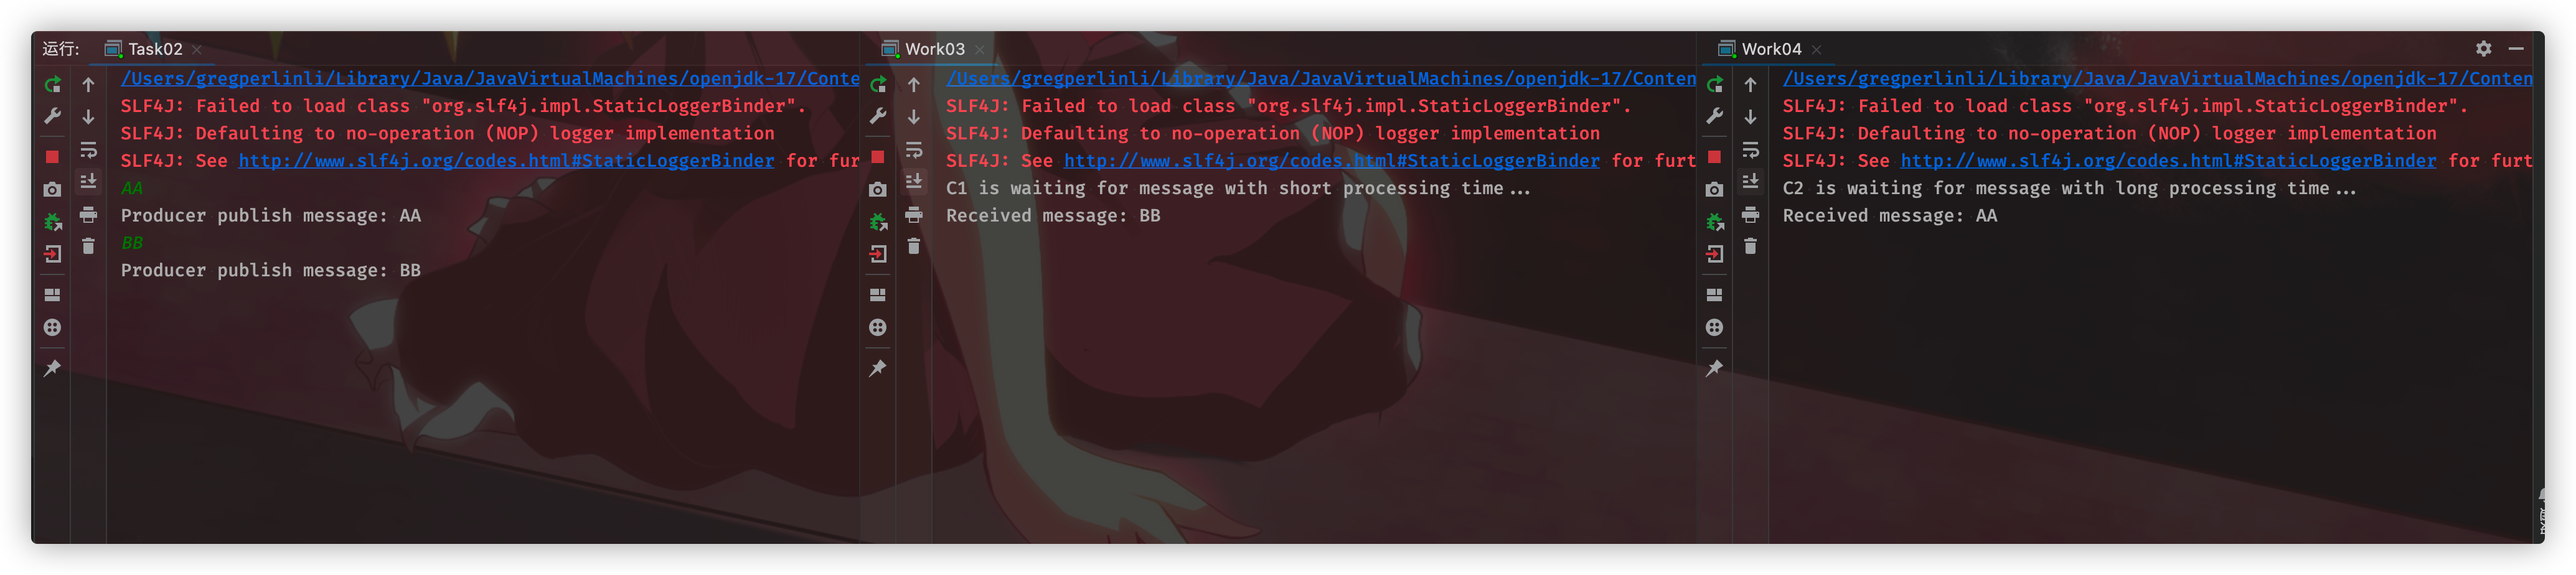 运行: Task02
/Users/gregperlinli/Library/Java/JavaVirtualMachines/openjdk-17/Conte
SLF4J: Failed to load class "org.slf4j.impl.StaticLoggerBinder".
SLF4J: Defaulting to no-operation (NOP) logger implementation
SLF4J: See http://www.slf4j.org/codes.html#StaticLoggerBinder for fur
AA
Producer publish message: AA
BB
Producer publish message: BB
Work03
/Users/gregperlinli/Library/Java/JavaVirtualMachines/openjdk-17/Conten
SLF4J: Failed to load class "org.slf4j.impl.StaticLoggerBinder".
SLF4J: Defaulting to no-operation (NOP) logger implementation
SLF4J: See http://www.slf4j.org/codes.html#StaticLoggerBinder for furt
C1 is waiting for message with short processing time...
Received message: BB
Work04
/Users/gregperlinli/Library/Java/JavaVirtualMachines/openjdk-17/Conten
SLF4J: Failed to load class "org.slf4j.impl.StaticLoggerBinder".
SLF4J: Defaulting to no-operation (NOP) logger implementation
SLF4J: See http://www.slf4j.org/codes.html#StaticLoggerBinder for furt
C2 is waiting for message with long processing time...
Received message: AA